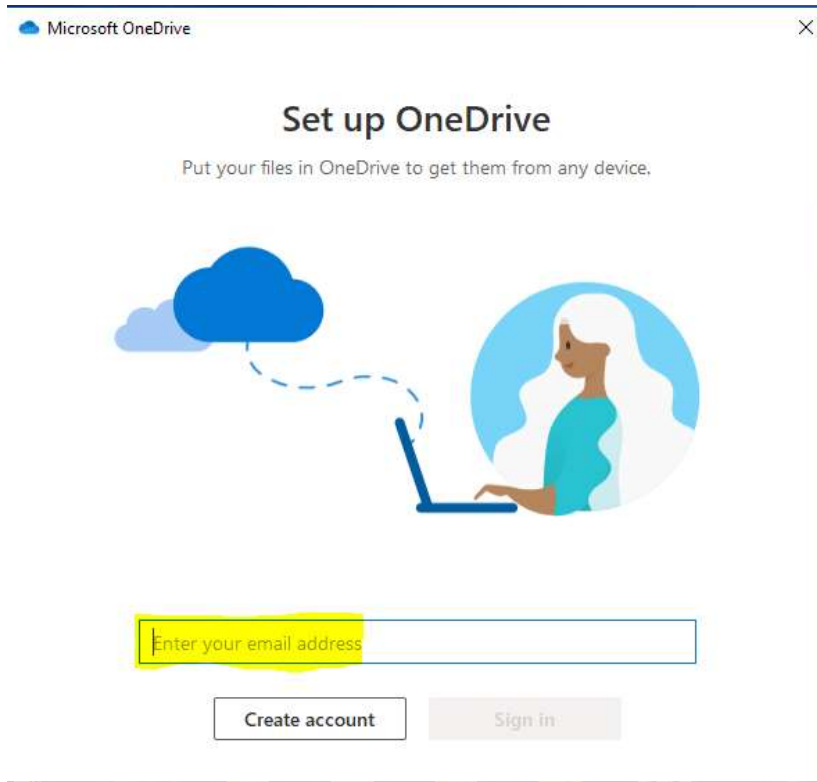 Microsoft OneDrive
Set up OneDrive
Put your files in OneDrive to get them from any device.
Enter your email address
Create account
Sign in